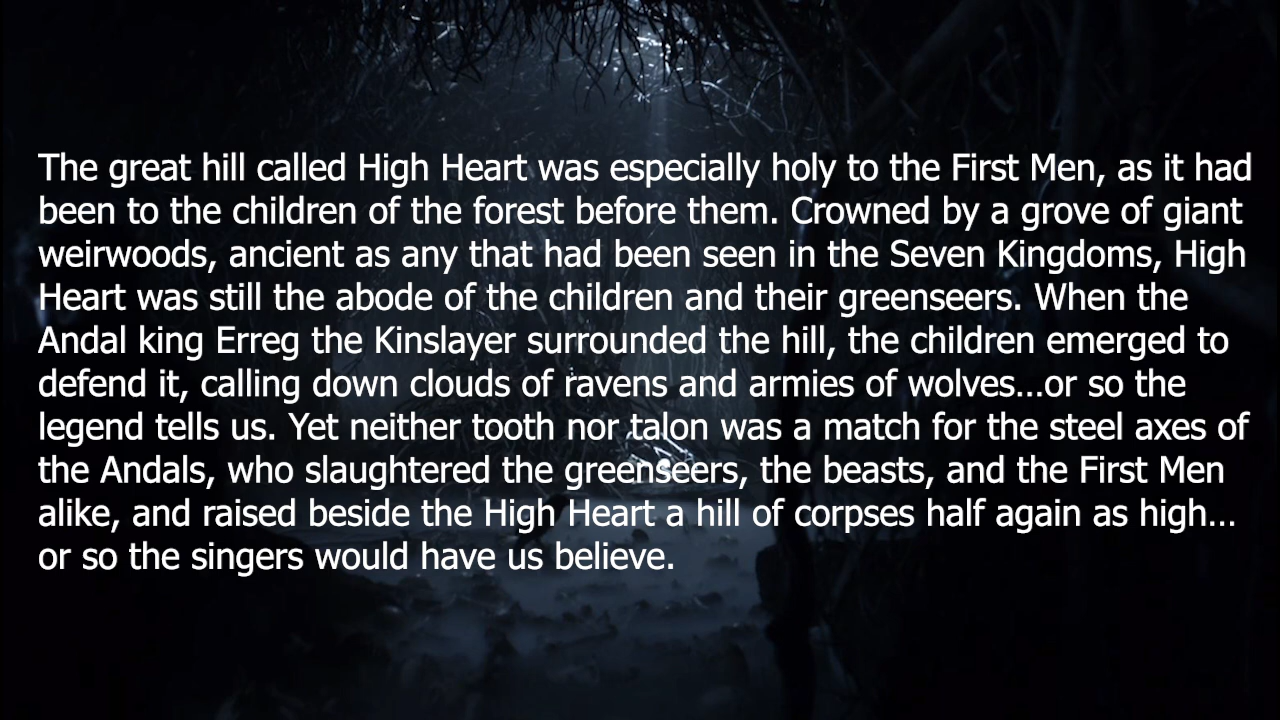 The great hill called High Heart was especially holy to the First Men, as it had
been to the children of the forest before them. Crowned by a grove of giant
weirwoods, ancient as any that had been seen in the Seven Kingdoms, High
Heart was still the abode of the children and their greenseers. When the
Andal king Erreg the Kinslayer surrounded the hill, the children emerged to
defend it, calling down clouds of ravens and armies of wolves...or so the
legend tells us. Yet neither tooth nor talon was a match for the steel axes of
the Andals, who slaughtered the greenseers, the beasts, and the First Men
alike, and raised beside the High Heart a hill of corpses half again as high...
or so the singers would have us believe.